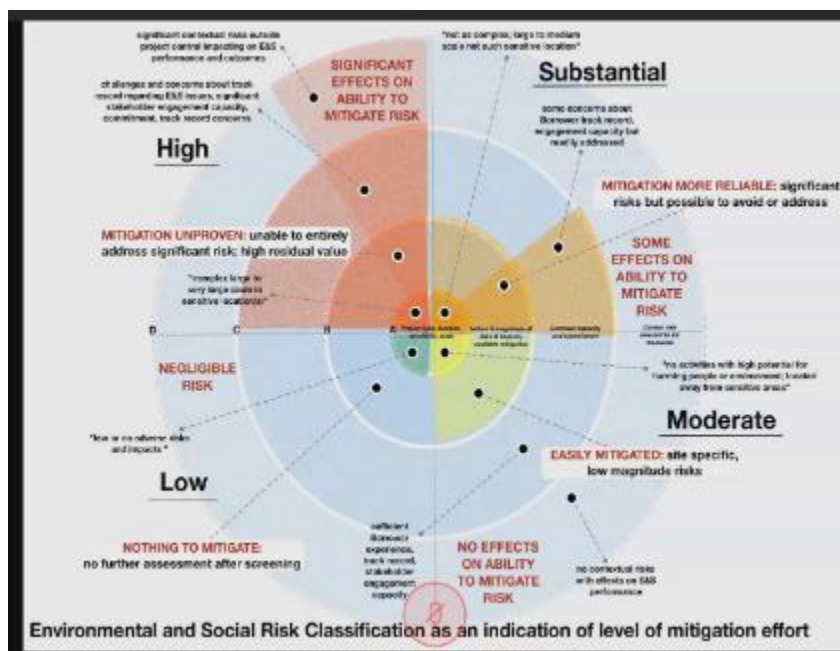 significant contextual risks outside
project control impacting on E&S
performance and outcomes
challenges and concerns about track
record regarding E&S issues, significant
stakeholder engagement capacity,
commitment, track record concerns
High
SIGNIFICANT
EFFECTS ON
ABILITY TO
MITIGATE RISK
"not as complex; large to medium
scale not such sensitive location"
Substantial
some concerns about
Borrower track record,
engagement capacity but
readily addressed
MITIGATION MORE RELIABLE: significant
risks but possible to avoid or address
MITIGATION UNPROVEN: unable to entirely
address significant risk; high residual value
SOME
EFFECTS ON
ABILITY TO
MITIGATE
RISK
"complex large to
very large scale in
sensitive location(s)"
D
C
B
A
NEGLIGIBLE
RISK
"no activities with high potential for
harming people or environment; located
away from sensitive areas"
Moderate
"low or no adverse risks
and impacts "
EASILY MITIGATED: site specific,
low magnitude risks
Low
NOTHING TO MITIGATE:
no further assessment after screening
sufficient
Borrower
experience,
track record,
stakeholder
engagement
capacity
NO EFFECTS
ON ABILITY
TO MITIGATE
RISK
no contextual risks
with effects on E&S
performance
Environmental and Social Risk Classification as an indication of level of mitigation effort